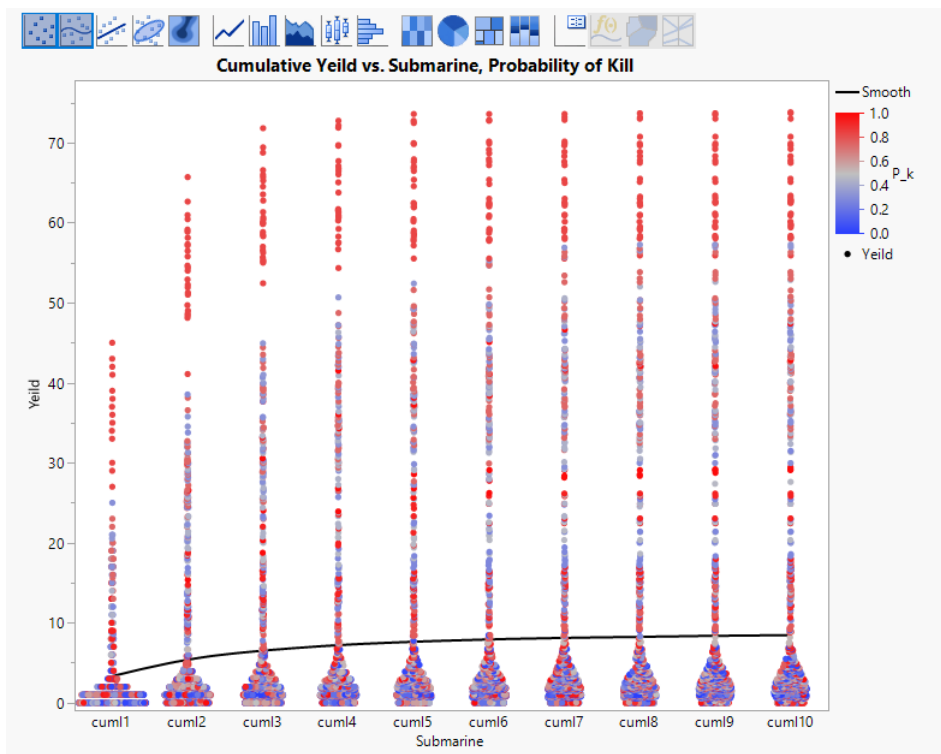 Cumulative Yeild vs. Submarine, Probability of Kill
Smooth
1.0
0.8
0.6
0.4
0.2
0.0
P_k
Yeild
Yeild
70
60
50
40
30
20
10
0
cuml1 cuml2 cuml3 cuml4 cuml5 cuml6 cuml7 cuml8 cuml9 cuml10
Submarine